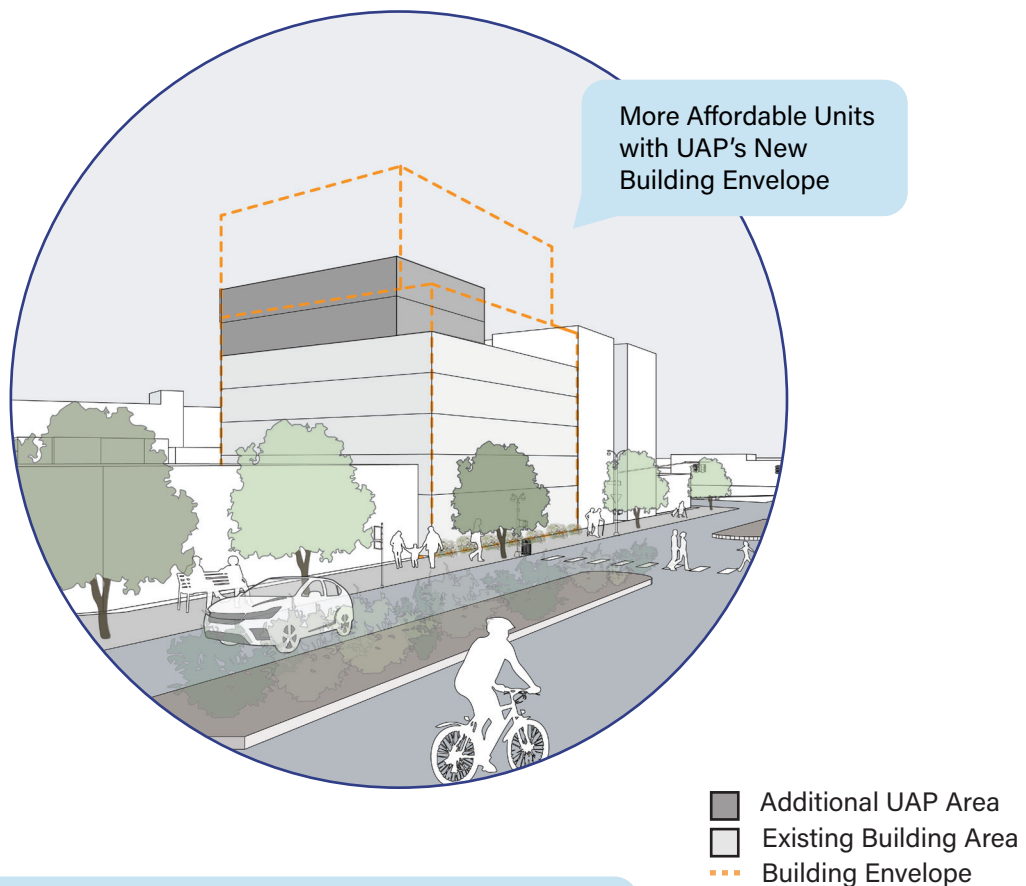 More Affordable Units
with UAP's New
Building Envelope
Additional UAP Area
Existing Building Area
Building Envelope